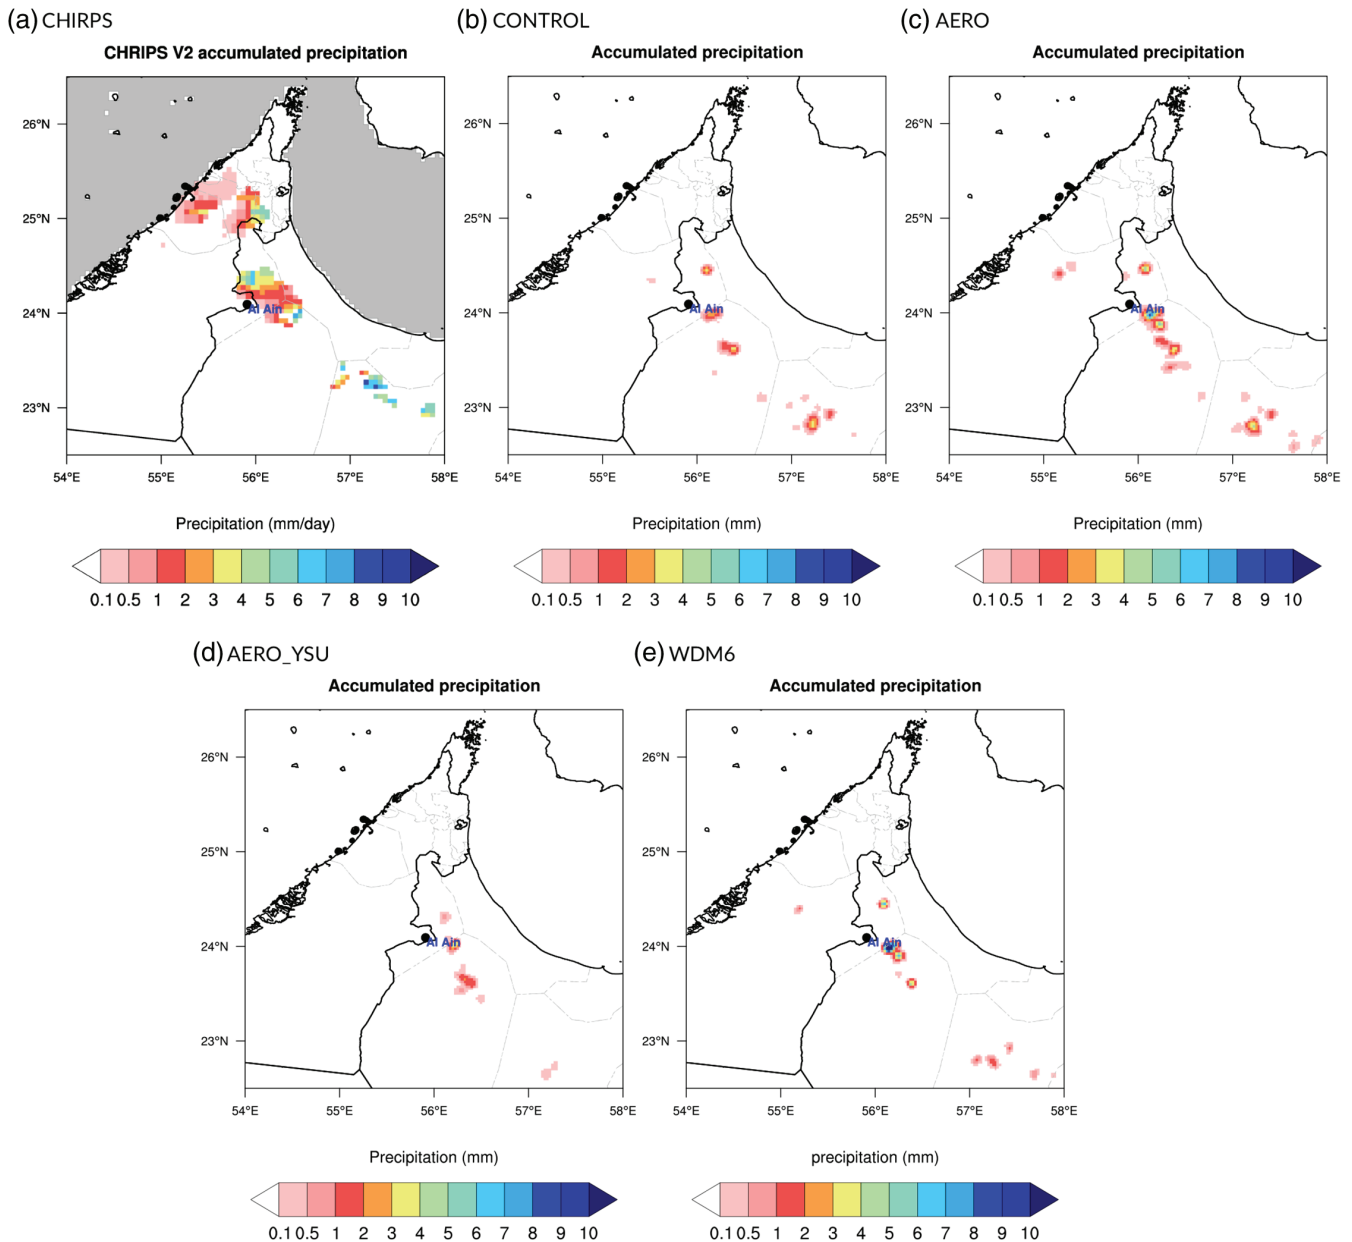 (a) CHIRPS (b) CONTROL (c) AERO
CHRIPS V2 accumulated precipitation Accumulated precipitation Accumulated precipitation
26°N 26°N 26°N
25°N 25°N 25°N
24°N Al Ain 24°N Al Ain 24°N Al Ain
23°N 23°N 23°N
54°E 55°E 56°E 57°E 58°E 54°E 55°E 56°E 57°E 58°E 54°E 55°E 56°E 57°E 58°E
Precipitation (mm/day) Precipitation (mm) Precipitation (mm)
0.1 0.5 1 2 3 4 5 6 7 8 9 10 0.1 0.5 1 2 3 4 5 6 7 8 9 10 0.1 0.5 1 2 3 4 5 6 7 8 9 10
(d) AERO_YSU (e) WDM6
Accumulated precipitation Accumulated precipitation
26°N 26°N
25°N 25°N
24°N Al Ain 24°N Al Ain
23°N 23°N
54°E 55°E 56°E 57°E 58°E 54°E 55°E 56°E 57°E 58°E
Precipitation (mm) precipitation (mm)
0.1 0.5 1 2 3 4 5 6 7 8 9 10 0.1 0.5 1 2 3 4 5 6 7 8 9 10